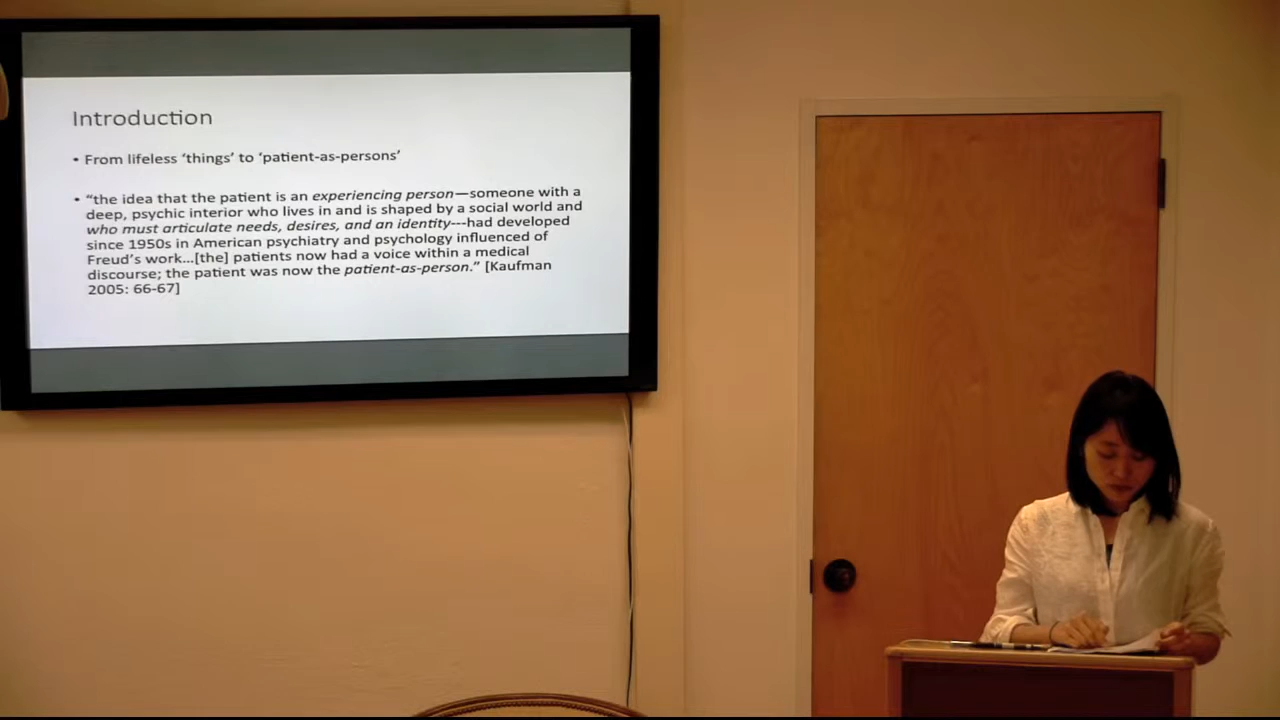 Introduction
• From lifeless ‘things’ to ‘patient-as-persons’
• “the idea that the patient is an experiencing person—someone with a
deep, psychic interior who lives in and is shaped by a social world and
who must articulate needs, desires, and an identity---had developed
since 1950s in American psychiatry and psychology influenced of
Freud’s work…[the] patients now had a voice within a medical
discourse; the patient was now the patient-as-person.” [Kaufman
2005: 66-67]